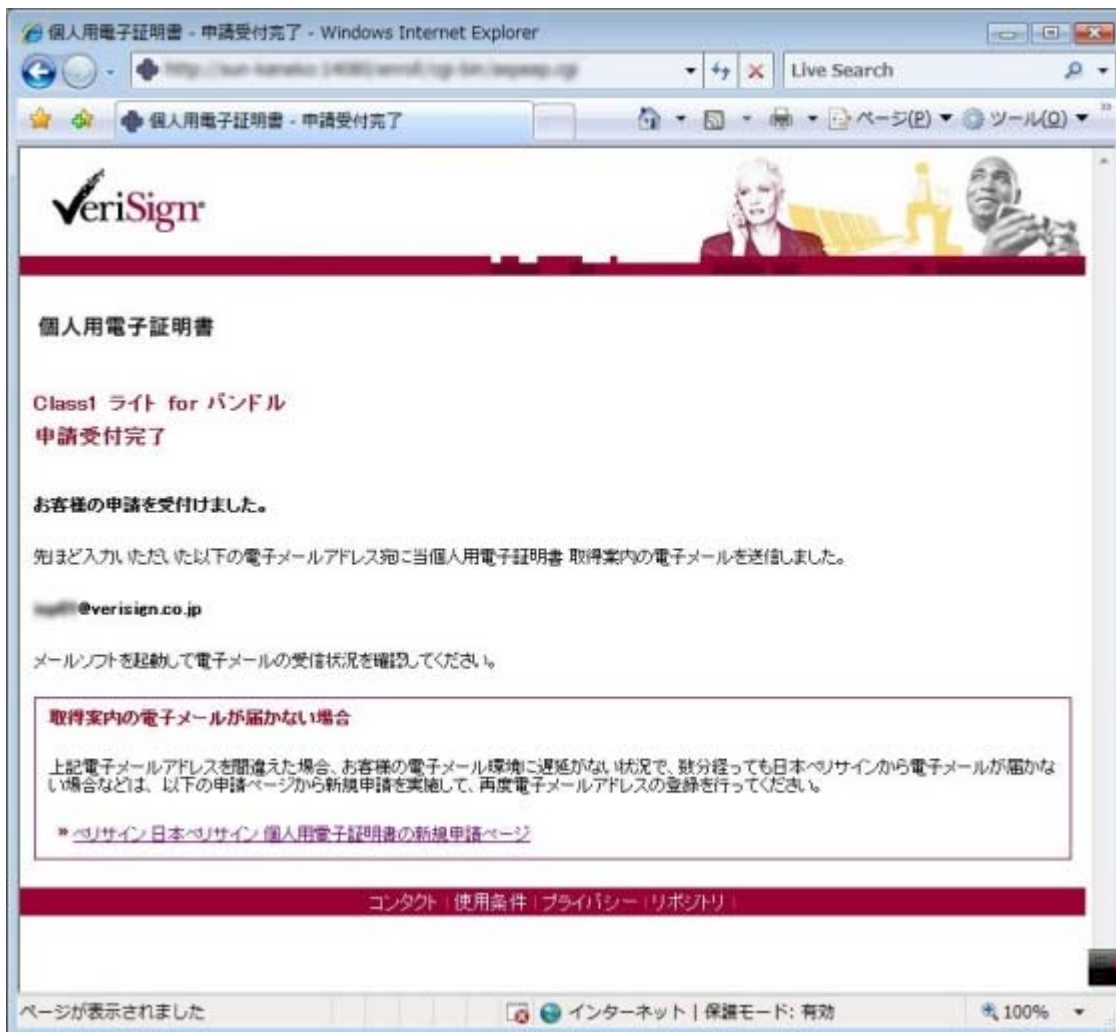 個人用電子証明書 - 申請受付完了 - Windows Internet Explorer
Live Search
個人用電子証明書 - 申請受付完了
ページ(P)
ツール(O)
VeriSign
個人用電子証明書
Class1 ライト for バンドル
申請受付完了
お客様の申請を受付けました。
先ほど入力いただいた以下の電子メールアドレス宛に当個人用電子証明書 取得案内の電子メールを送信しました。
@verisign.co.jp
メールソフトを起動して電子メールの受信状況を確認してください。
取得案内の電子メールが届かない場合
上記電子メールアドレスを間違えた場合、お客様の電子メール環境に遅延がない状況で、数分経っても日本ベリサインから電子メールが届かな
い場合などは、以下の申請ページから新規申請を実施して、再度電子メールアドレスの登録を行ってください。
» ベリサイン 日本ベリサイン 個人用電子証明書の新規申請ページ
コンタクト | 使用条件 | プライバシー | リポジトリ |
ページが表示されました
インターネット | 保護モード: 有効
100%